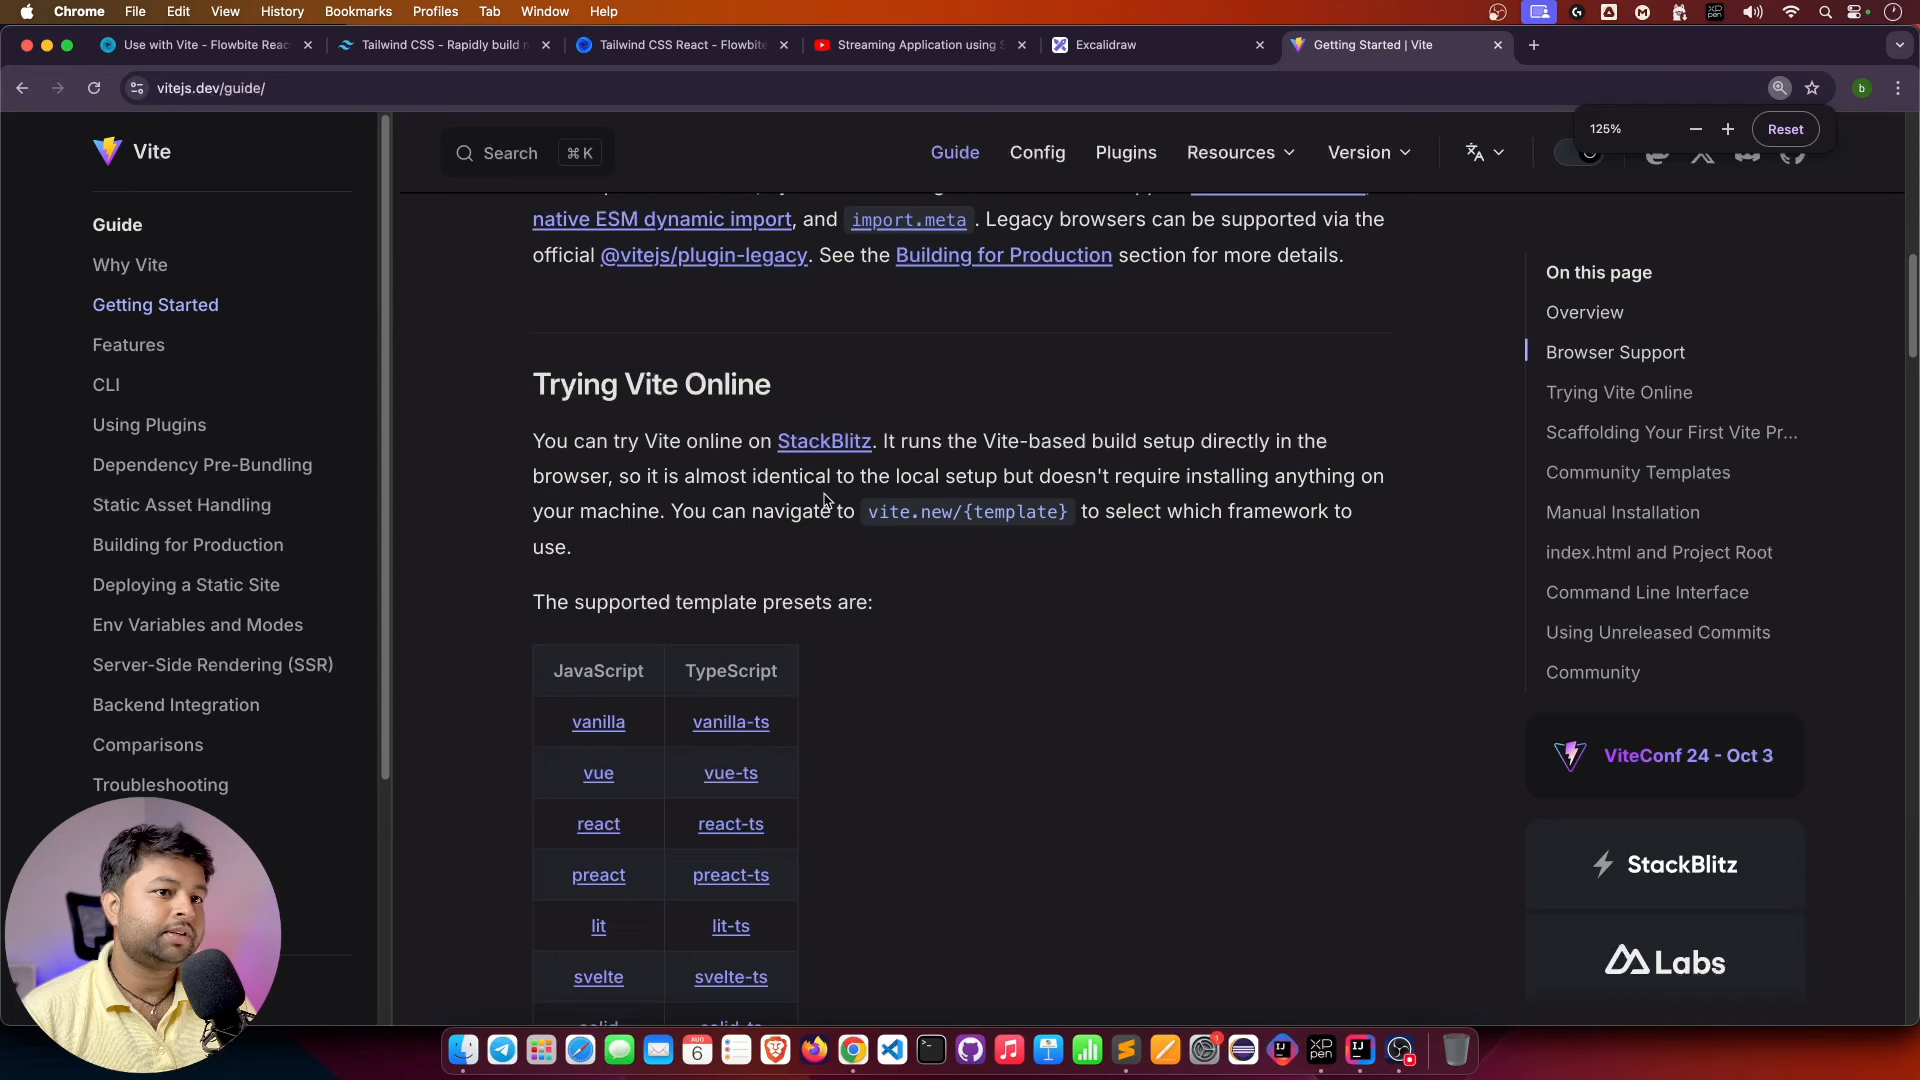 Chrome File Edit View History Bookmarks Profiles Tab Window Help
Use with Vite - Flowbite Reac
Tailwind CSS - Rapidly build n
Tailwind CSS React - Flowbite
Streaming Application using S
Excalidraw
Getting Started | Vite
vitejs.dev/guide/
b
125%
Reset
Vite
Search ⌘ K
Guide Config Plugins Resources Version
Guide
Why Vite
Getting Started
Features
CLI
Using Plugins
Dependency Pre-Bundling
Static Asset Handling
Building for Production
Deploying a Static Site
Env Variables and Modes
Server-Side Rendering (SSR)
Backend Integration
Comparisons
Troubleshooting
native ESM dynamic import, and import.meta. Legacy browsers can be supported via the
official @vitejs/plugin-legacy. See the Building for Production section for more details.
Trying Vite Online
You can try Vite online on StackBlitz. It runs the Vite-based build setup directly in the
browser, so it is almost identical to the local setup but doesn't require installing anything on
your machine. You can navigate to vite.new/{template} to select which framework to
use.
The supported template presets are:
JavaScript TypeScript
vanilla vanilla-ts
vue vue-ts
react react-ts
preact preact-ts
lit lit-ts
svelte svelte-ts
On this page
Overview
Browser Support
Trying Vite Online
Scaffolding Your First Vite Pr...
Community Templates
Manual Installation
index.html and Project Root
Command Line Interface
Using Unreleased Commits
Community
ViteConf 24 - Oct 3
StackBlitz
Labs
AUG
6
1